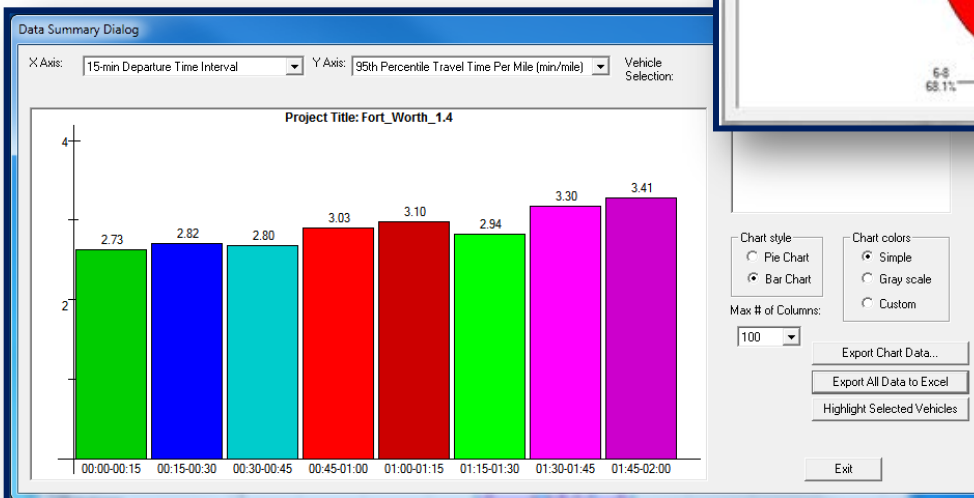 Data Summary Dialog
X Axis: 15-min Departure Time Interval Y Axis: 95th Percentile Travel Time Per Mile (min/mile) Vehicle Selection:
6-8
68.1%
Project Title: Fort_Worth_1.4
4
2
2.73 2.82 2.80 3.03 3.10 2.94 3.30 3.41
00:00-00:15 00:15-00:30 00:30-00:45 00:45-01:00 01:00-01:15 01:15-01:30 01:30-01:45 01:45-02:00
Chart style
Pie Chart
Bar Chart
Chart colors
Simple
Gray scale
Custom
Max # of Columns:
100
Export Chart Data...
Export All Data to Excel
Highlight Selected Vehicles
Exit